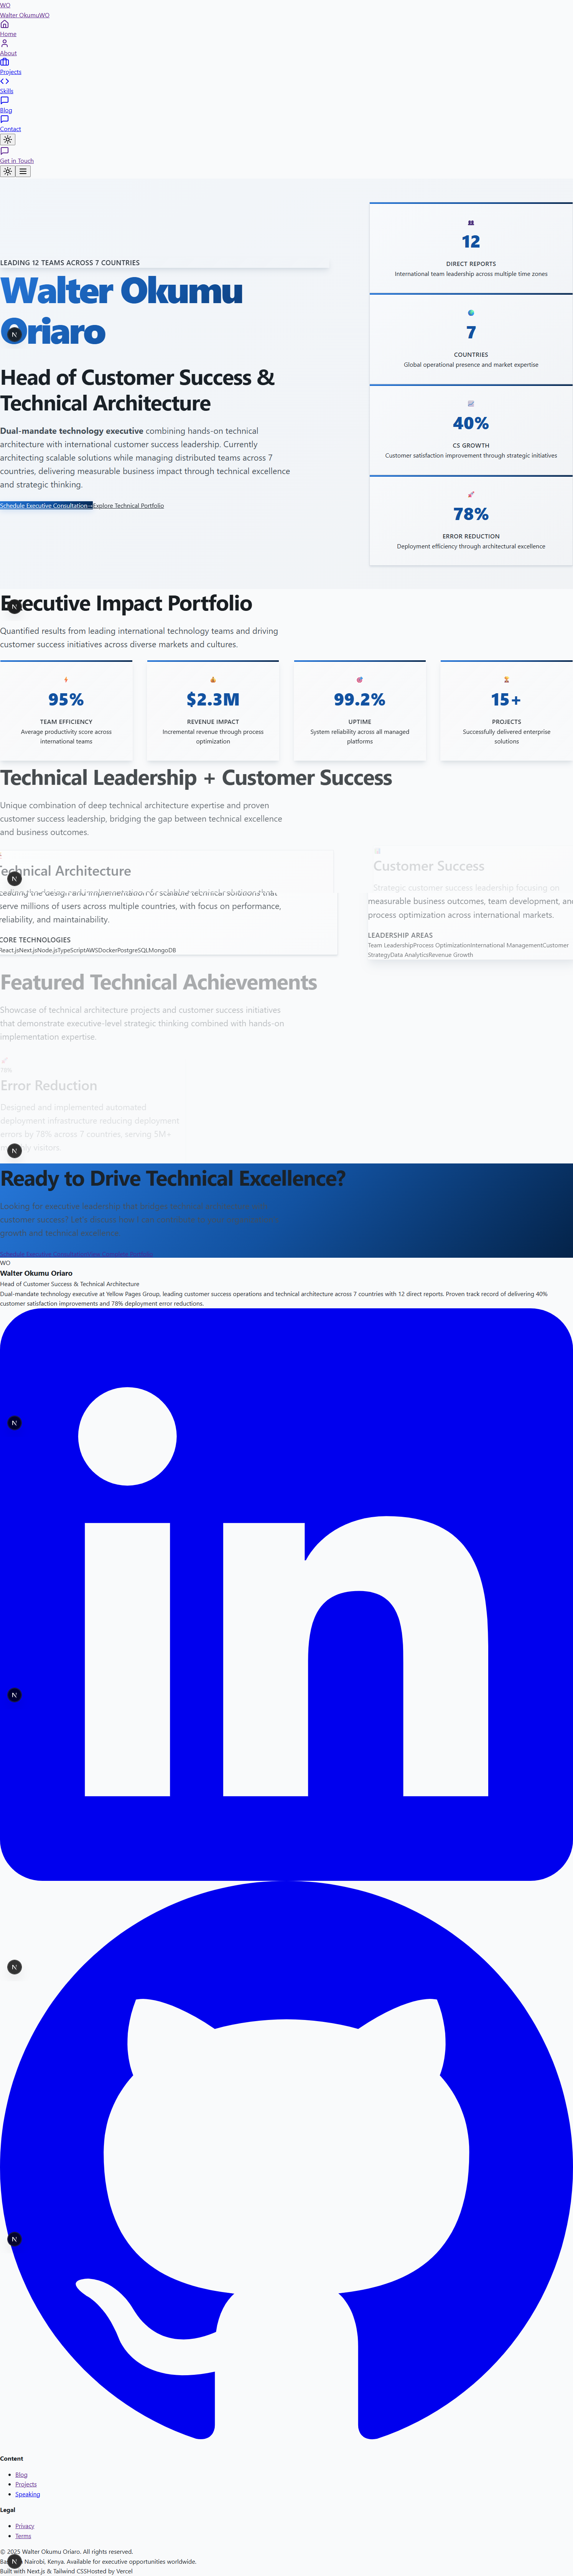 WO
Walter OkumuWO
Home
About
Projects
Skills
Blog
Contact
Get in Touch
LEADING 12 TEAMS ACROSS 7 COUNTRIES
Walter Okumu
Oriaro
Head of Customer Success &
Technical Architecture
Dual-mandate technology executive combining hands-on technical
architecture with international customer success leadership. Currently
architecting scalable solutions while managing distributed teams across 7
countries, delivering measurable business impact through technical excellence
and strategic thinking.
Schedule Executive Consultation→Explore Technical Portfolio
12
DIRECT REPORTS
International team leadership across multiple time zones
7
COUNTRIES
Global operational presence and market expertise
40%
CS GROWTH
Customer satisfaction improvement through strategic initiatives
78%
ERROR REDUCTION
Deployment efficiency through architectural excellence
Executive Impact Portfolio
Quantified results from leading international technology teams and driving
customer success initiatives across diverse markets and cultures.
95%
TEAM EFFICIENCY
Average productivity score across
international teams
$2.3M
REVENUE IMPACT
Incremental revenue through process
optimization
99.2%
UPTIME
System reliability across all managed
platforms
15+
PROJECTS
Successfully delivered enterprise
solutions
Technical Leadership + Customer Success
Unique combination of deep technical architecture expertise and proven
customer success leadership, bridging the gap between technical excellence
and business outcomes.
Technical Architecture
Leading the design and implementation of scalable technical solutions that
serve millions of users across multiple countries, with focus on performance,
reliability, and maintainability.
CORE TECHNOLOGIES
React.jsNext.jsNode.jsTypeScriptAWSDockerPostgreSQLMongoDB
Customer Success
Strategic customer success leadership focusing on
measurable business outcomes, team development, and
process optimization across international markets.
LEADERSHIP AREAS
Team LeadershipProcess OptimizationInternational ManagementCustomer
StrategyData AnalyticsRevenue Growth
Featured Technical Achievements
Showcase of technical architecture projects and customer success initiatives
that demonstrate executive-level strategic thinking combined with hands-on
implementation expertise.
78%
Error Reduction
Designed and implemented automated
deployment infrastructure reducing deployment
errors by 78% across 7 countries, serving 5M+
visitors.
Ready to Drive Technical Excellence?
Looking for executive leadership that
customer success? Let's discuss how I can
growth and technical excellence.
Schedule Executive Consultation
WO
Walter Okumu Oriaro
Head of Customer Success & Technical Architecture
Dual-mandate technology executive at Yellow Pages Group, leading customer success operations and technical architecture across 7 countries with 12 direct reports. Proven track record of delivering 40%
customer satisfaction improvements and 78% deployment error reductions.
Content
Blog
Projects
Speaking
Legal
Privacy
Terms
© 2025 Walter Okumu Oriaro. All rights reserved.
Nairobi, Kenya. Available for executive opportunities worldwide.
Built with Next.js & Tailwind CSSHosted by Vercel